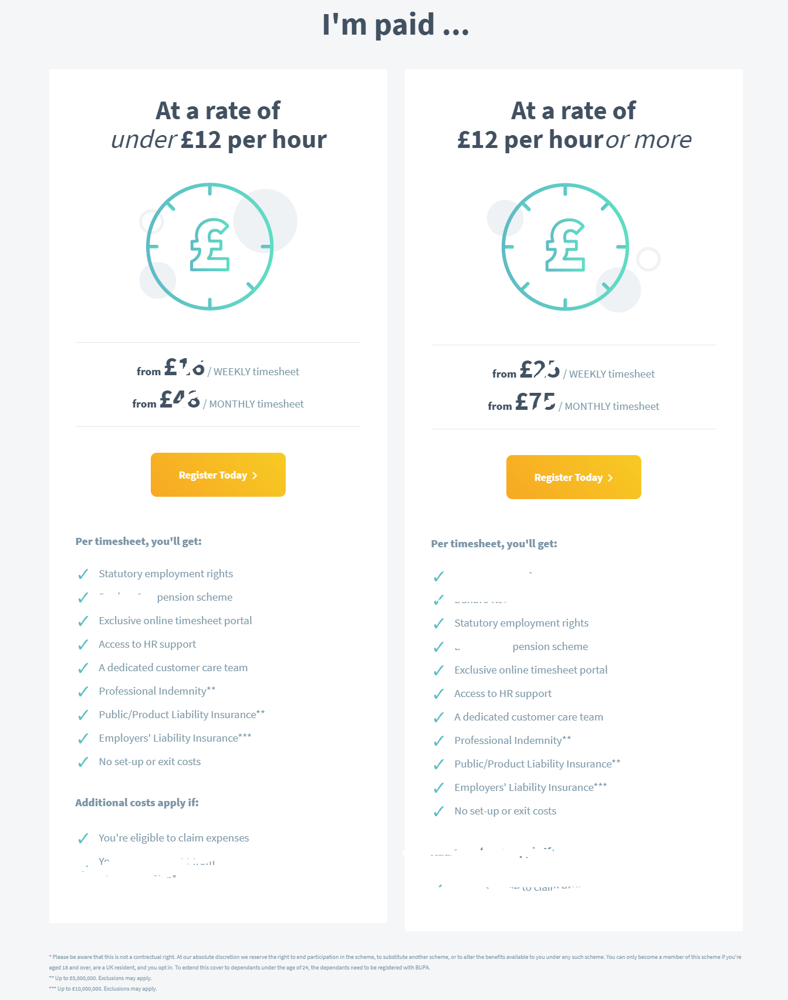 I'm paid ...
At a rate of
under £12 per hour
from / WEEKLY timesheet
from / MONTHLY timesheet
Register Today
Per timesheet, you'll get:
Statutory employment rights
pension scheme
Exclusive online timesheet portal
Access to HR support
A dedicated customer care team
Professional Indemnity**
Public/Product Liability Insurance**
Employers' Liability Insurance***
No set-up or exit costs
Additional costs apply if:
You're eligible to claim expenses
At a rate of
£12 per hour or more
from £25 / WEEKLY timesheet
from £75 / MONTHLY timesheet
Register Today
Per timesheet, you'll get:
Statutory employment rights
pension scheme
Exclusive online timesheet portal
Access to HR support
A dedicated customer care team
Professional Indemnity**
Public/Product Liability Insurance**
Employers' Liability Insurance***
No set-up or exit costs
to claim
* Please be aware that this is not a contractual right. At our absolute discretion we reserve the right to end participation in the scheme, to substitute another scheme, or to alter the benefits available to you under any such scheme. You can only become a member of this scheme if you're
aged 18 and over, are a UK resident, and you opt in. To extend this cover to dependants under the age of 24, the dependants need to be registered with BUPA.
** Up to £5,000,000. Exclusions may apply.
*** Up to £10,000,000. Exclusions may apply.